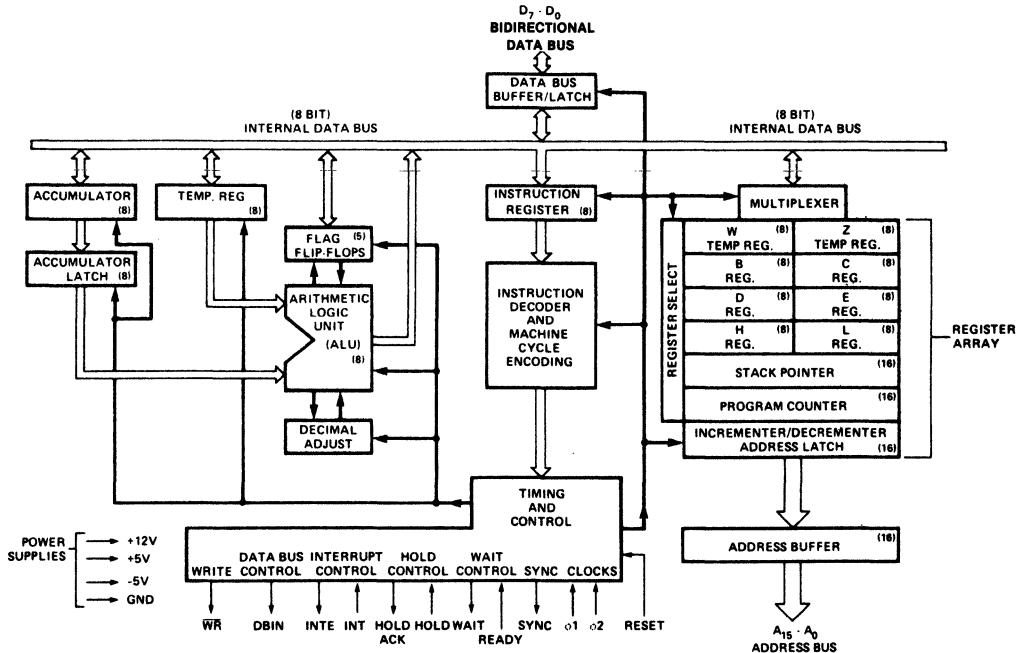 D7 - D0
BIDIRECTIONAL
DATA BUS
DATA BUS
BUFFER/LATCH
(8 BIT)
INTERNAL DATA BUS
(8 BIT)
INTERNAL DATA BUS
ACCUMULATOR
(8)
TEMP. REG
(8)
INSTRUCTION
REGISTER (8)
MULTIPLEXER
FLAG (5)
FLIP-FLOPS
ACCUMULATOR
LATCH (8)
ARITHMETIC
LOGIC
UNIT
(ALU)
(8)
DECIMAL
ADJUST
INSTRUCTION
DECODER
AND
MACHINE
CYCLE
ENCODING
REGISTER SELECT
W (8)
TEMP REG.
Z (8)
TEMP REG.
B (8)
REG.
C (8)
REG.
D (8)
REG.
E (8)
REG.
H (8)
REG.
L (8)
REG.
STACK POINTER (16)
PROGRAM COUNTER (16)
INCREMENTER/DECREMENTER
ADDRESS LATCH (16)
REGISTER
ARRAY
TIMING
AND
CONTROL
WRITE
DATA BUS
CONTROL
INTERRUPT
CONTROL
HOLD
CONTROL
WAIT
CONTROL
SYNC
CLOCKS
ADDRESS BUFFER (16)
POWER
SUPPLIES
+12V
+5V
-5V
GND
W̅R̅
DBIN
INTE
INT
HOLD
ACK
HOLD
WAIT
READY
SYNC
φ1
φ2
RESET
A15 - A0
ADDRESS BUS